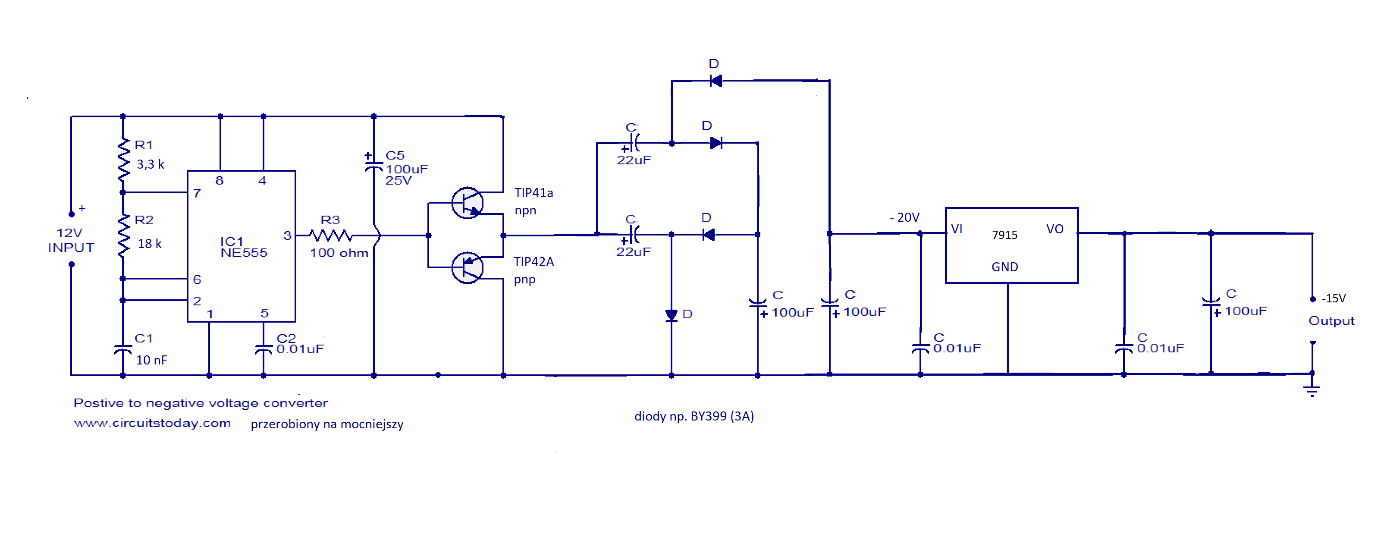 D
R1
3,3 k
+
C5
100uF
25V
8
4
7
C
+
22uF
D
TIP41a
npn
+
12V
INPUT
R2
18 k
IC1
NE555
3
R3
100 ohm
C
+
22uF
D
- 20V
VI
7915
VO
GND
TIP42A
pnp
6
2
1
5
C1
10 nF
C2
0.01uF
D
C
+ 100uF
C
+ 100uF
C
0.01uF
C
0.01uF
C
+ 100uF
-15V
Output
Postive to negative voltage converter
www.circuitstoday.com
przerobiony na mocniejszy
diody np. BY399 (3A)